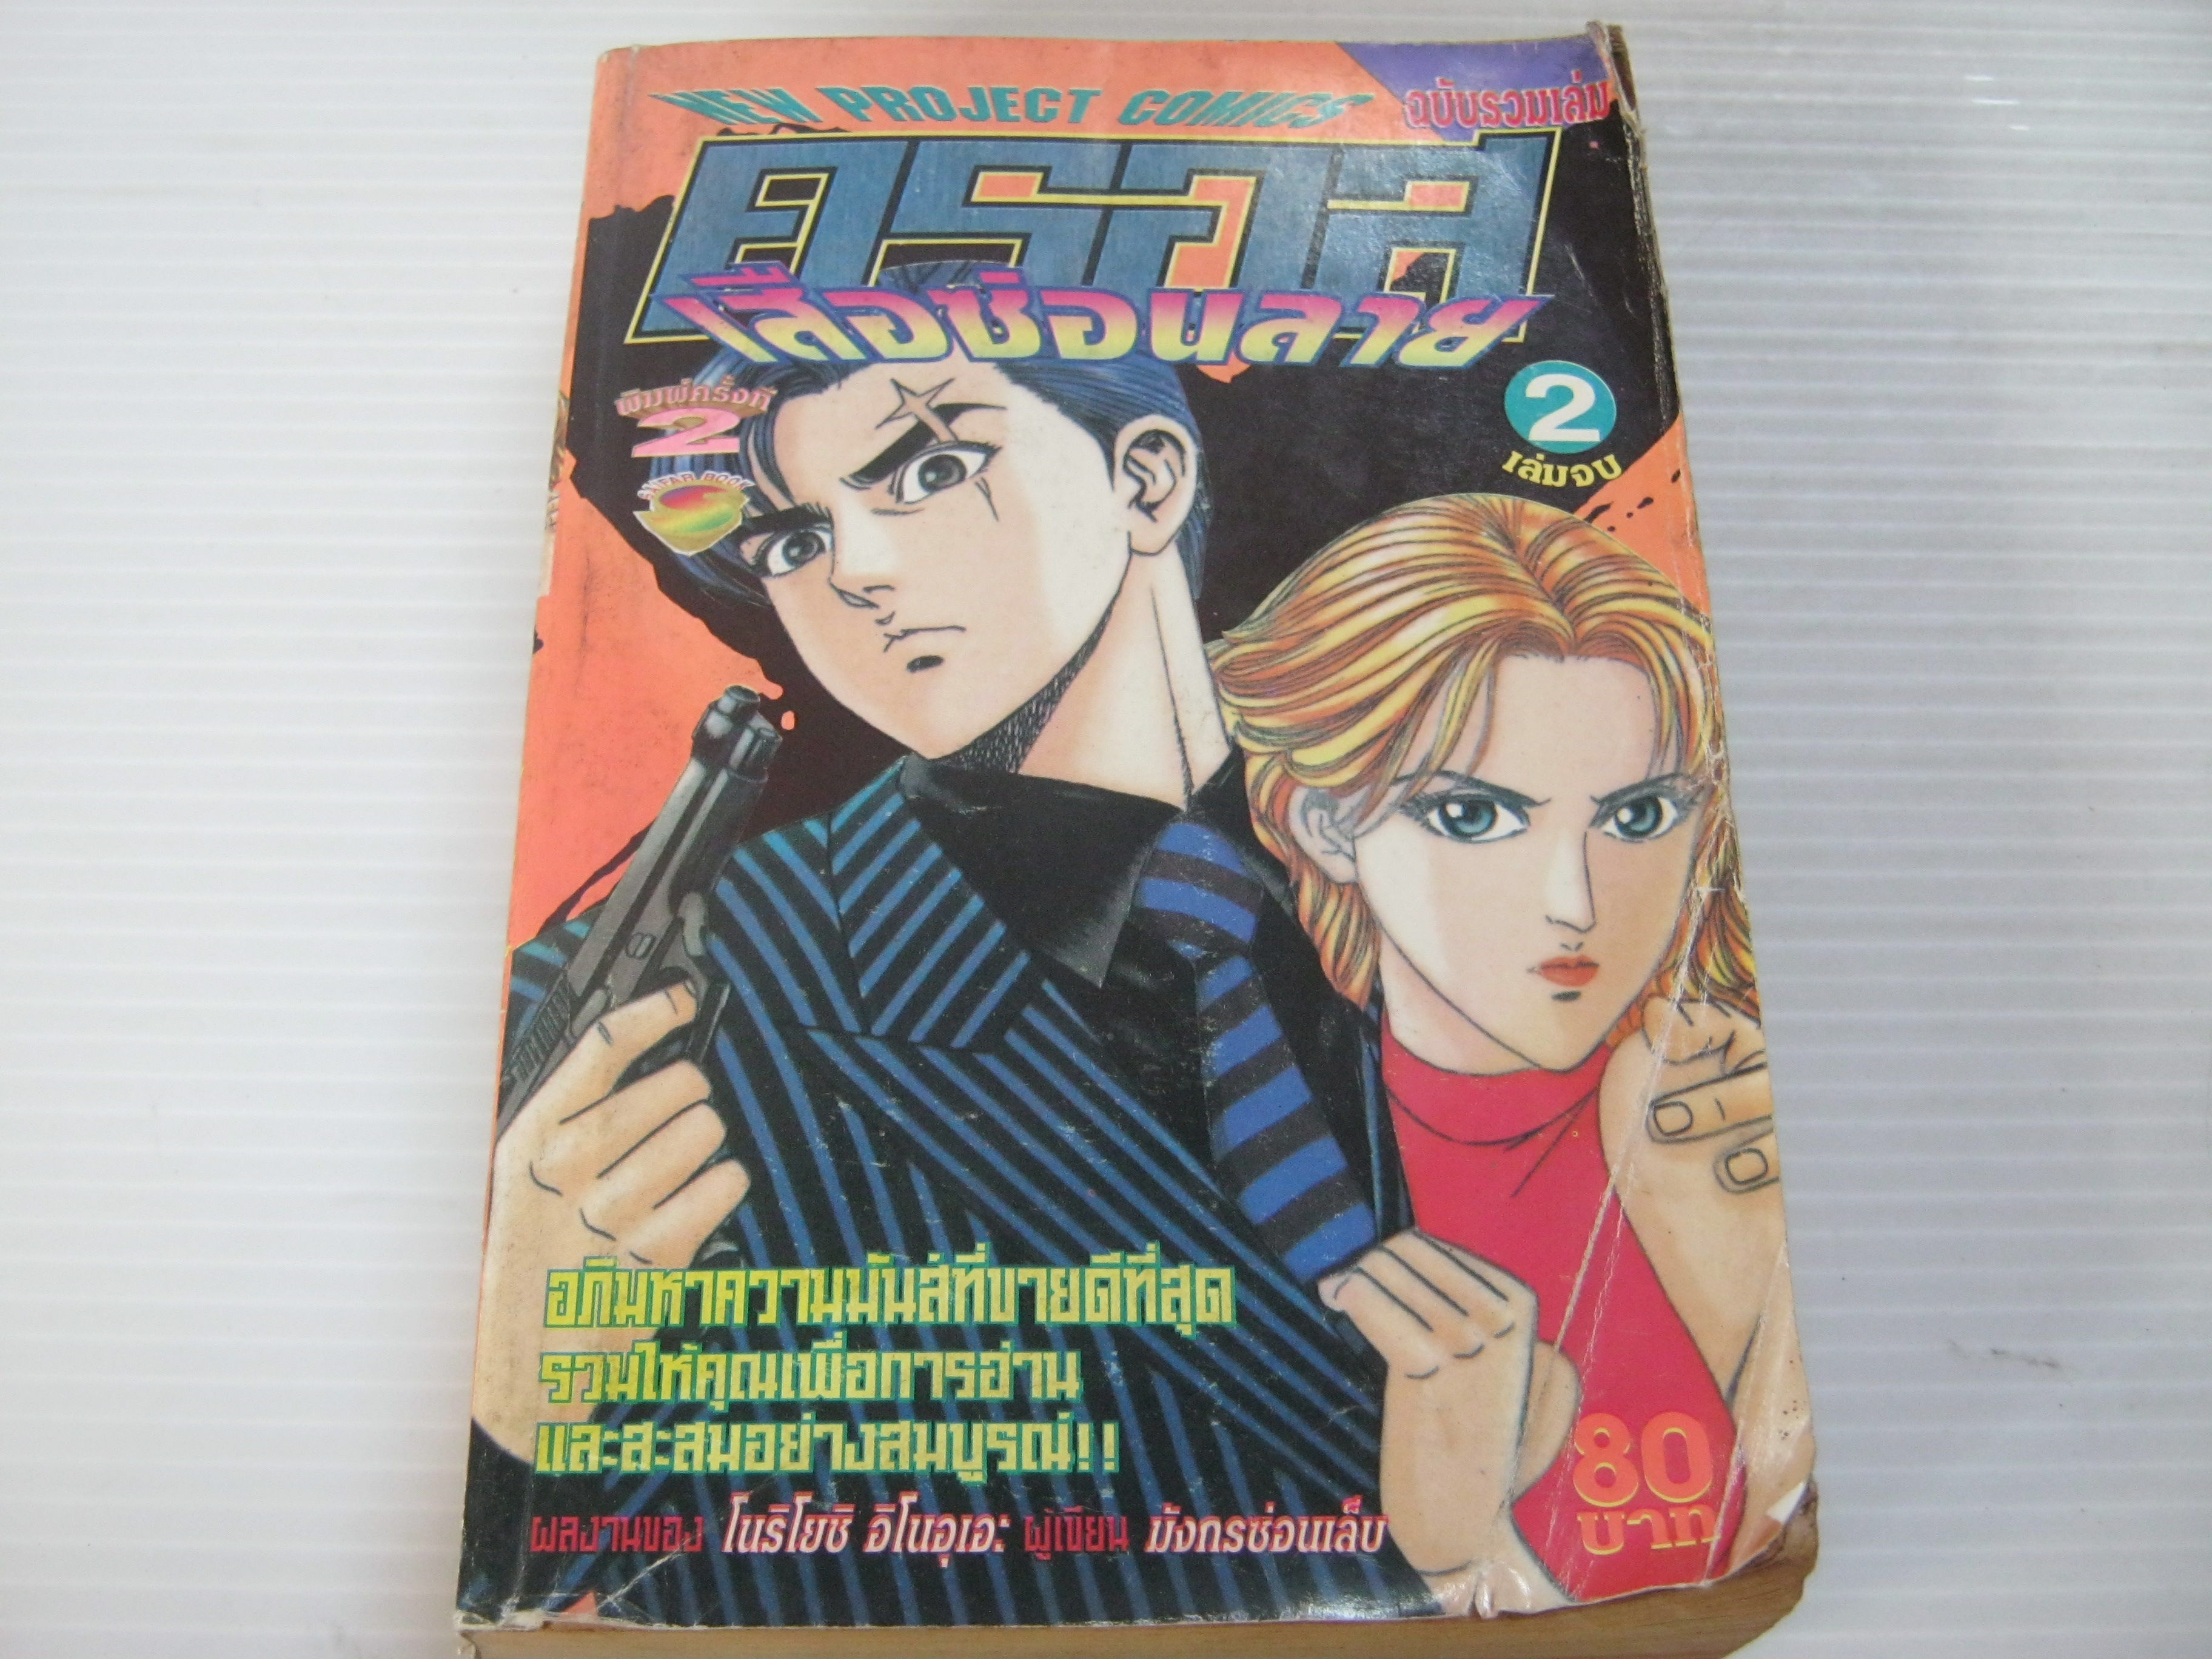 NEW PROJECT COMICS
ฉบับรวมเล่ม
ครอส
เสือซ่อนลาย
พิมพ์ครั้งที่
2
2
เล่มจบ
อภิมหาความมันส์ที่ขายดีที่สุด
รวมให้คุณเพื่อการอ่าน
และสะสมอย่างสมบูรณ์!!
80
บาท
ผลงานของ โนริโยชิ อิโนอุเอะ ผู้เขียน มังกรซ่อนเล็บ